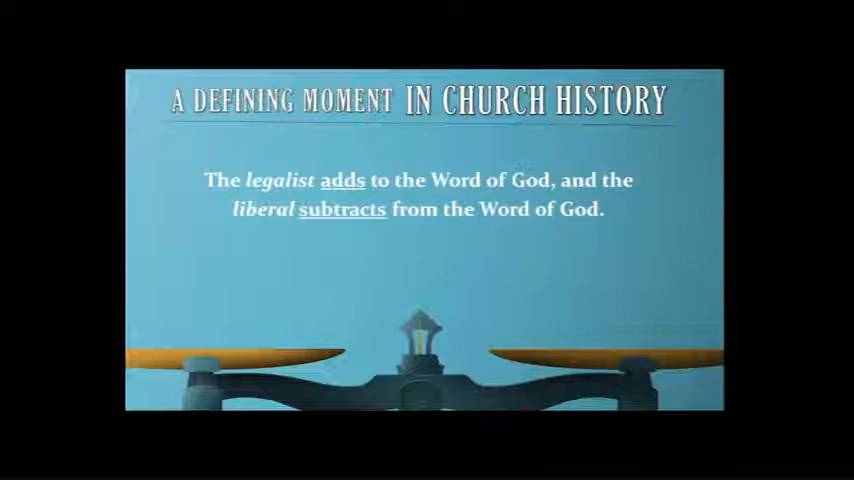 A DEFINING MOMENT IN CHURCH HISTORY
The legalist adds to the Word of God, and the
liberal subtracts from the Word of God.